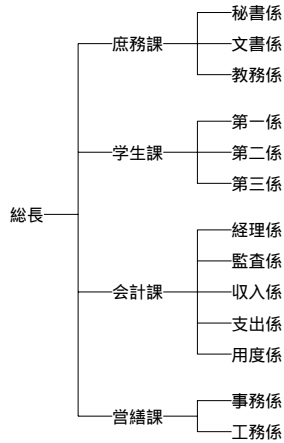 総長
庶務課
秘書係
文書係
教務係
学生課
第一係
第二係
第三係
会計課
経理係
監査係
収入係
支出係
用度係
営繕課
事務係
工務係